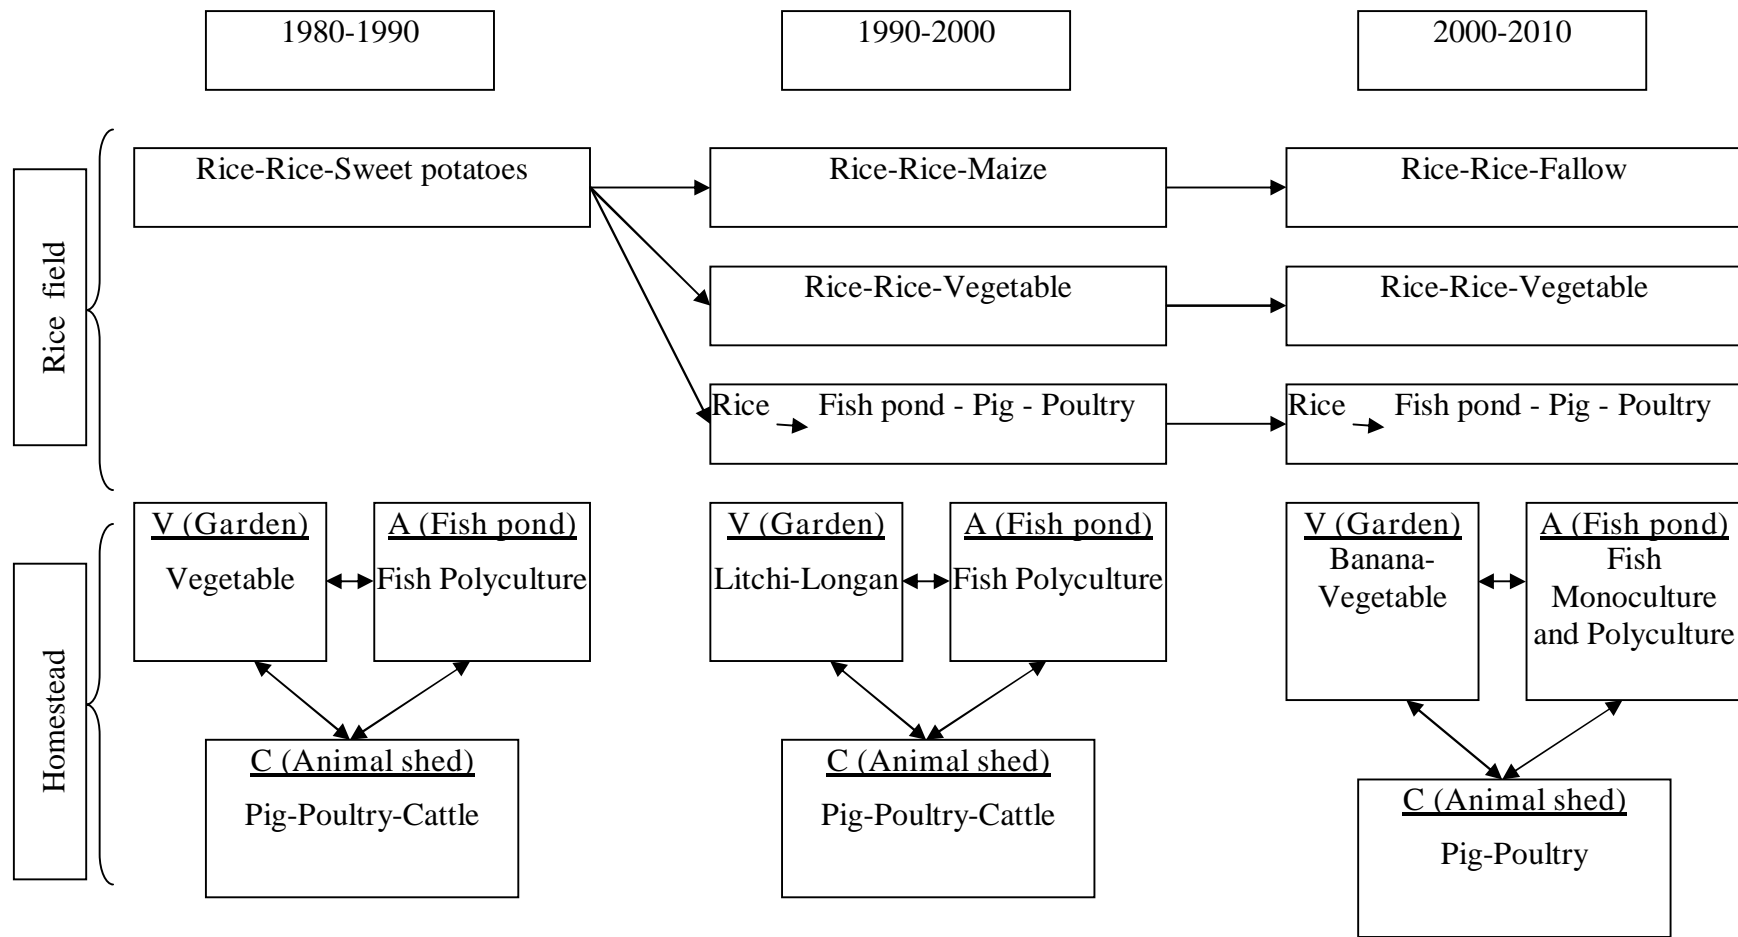 1980-1990
1990-2000
2000-2010
Rice field
Rice-Rice-Sweet potatoes
Rice-Rice-Maize
Rice-Rice-Fallow
Rice-Rice-Vegetable
Rice-Rice-Vegetable
Rice Fish pond - Pig - Poultry
Rice Fish pond - Pig - Poultry
Homestead
V (Garden)
Vegetable
A (Fish pond)
Fish Polyculture
C (Animal shed)
Pig-Poultry-Cattle
V (Garden)
Litchi-Longan
A (Fish pond)
Fish Polyculture
C (Animal shed)
Pig-Poultry-Cattle
V (Garden)
Banana-
Vegetable
A (Fish pond)
Fish
Monoculture
and Polyculture
C (Animal shed)
Pig-Poultry